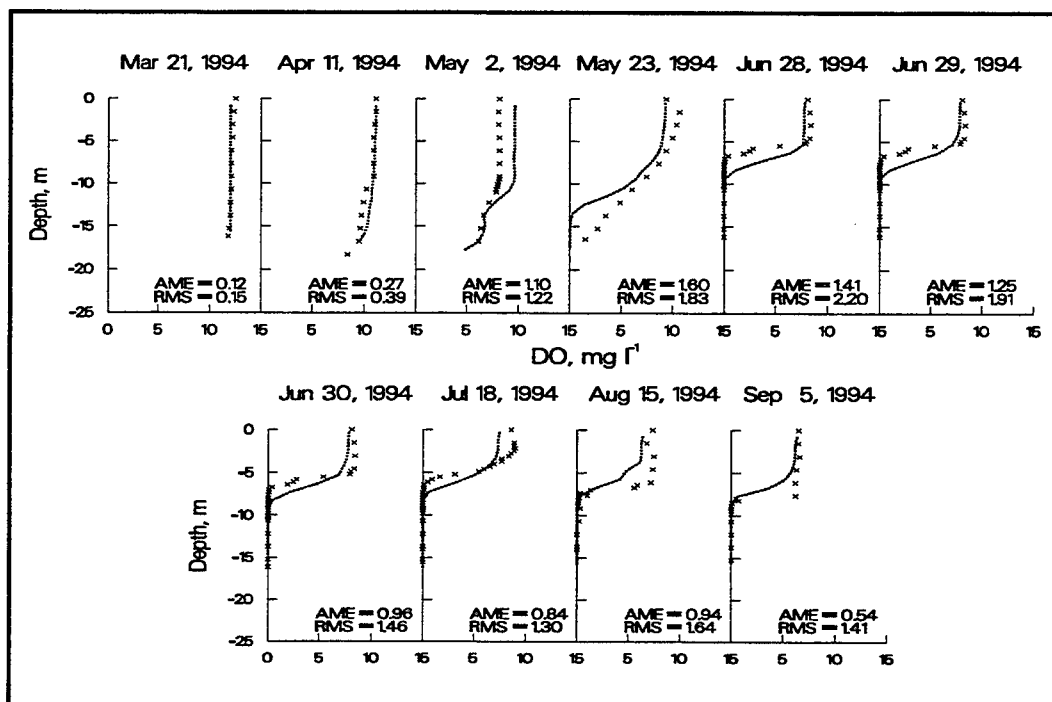 Mar 21, 1994 Apr 11, 1994 May 2, 1994 May 23, 1994 Jun 28, 1994 Jun 29, 1994
0
-5
-10
-15
-20
-25
Depth, m
AME = 0.12 AME = 0.27 AME = 1.10 AME = 1.60 AME = 1.41 AME = 1.25
RMS = 0.15 RMS = 0.39 RMS = 1.22 RMS = 1.83 RMS = 2.20 RMS = 1.91
0 5 10 15 5 10 15 5 10 15 5 10 15 5 10 15 5 10 15
DO, mg l¹
Jun 30, 1994 Jul 18, 1994 Aug 15, 1994 Sep 5, 1994
0
-5
-10
-15
-20
-25
Depth, m
AME = 0.96 AME = 0.84 AME = 0.94 AME = 0.54
RMS = 1.46 RMS = 1.30 RMS = 1.64 RMS = 1.41
0 5 10 15 5 10 15 5 10 15 5 10 15